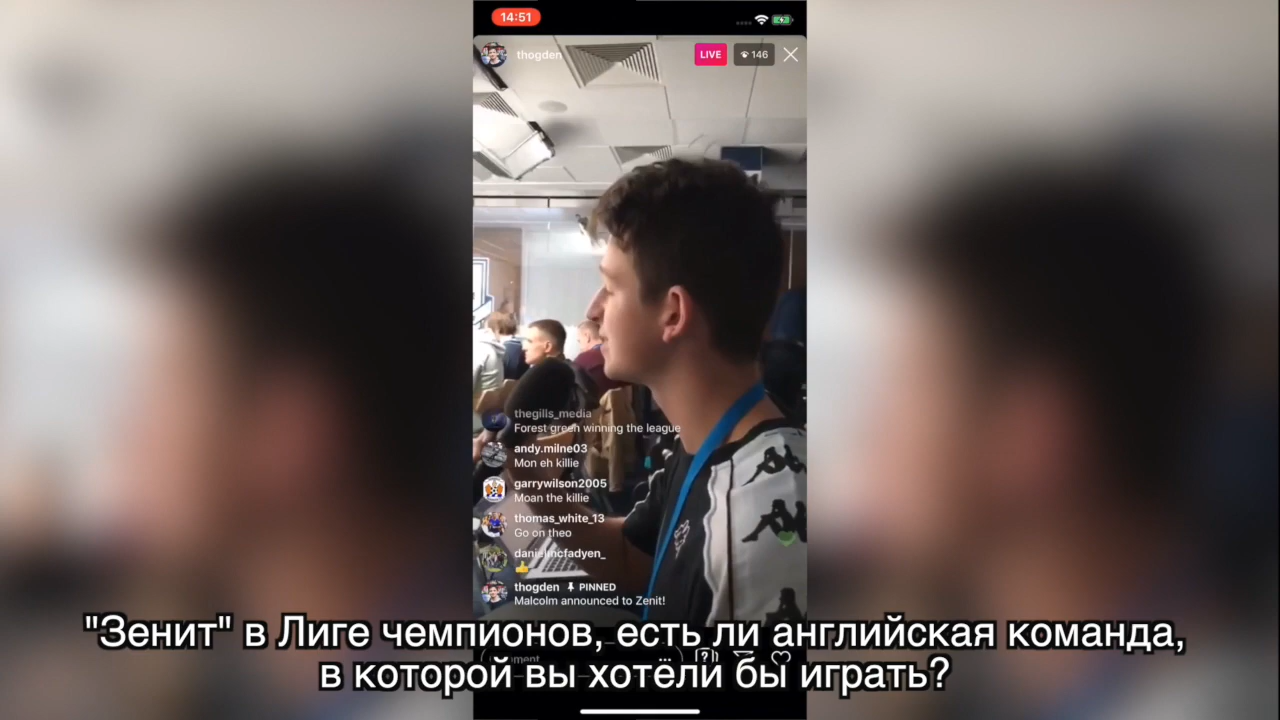 14:51
thogden
LIVE
146
thegills_media
Forest green winning the league
andy.milne03
Mon eh killie
garrywilson2005
Moan the killie
thomas_white_13
Go on theo
danielmcfadyen_
thogden PINNED
Malcolm announced to Zenit!
"Зенит" в Лиге чемпионов, есть ли английская команда,
в которой вы хотели бы играть?